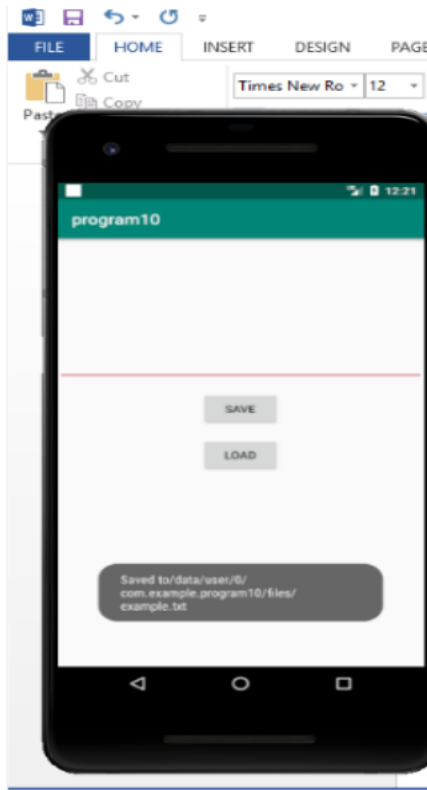 FILE HOME INSERT DESIGN PAGE
Cut
Copy
Paste
Times New Ro 12
12:21
program10
SAVE
LOAD
Saved to/data/user/0/
com.example.program10/files/
example.txt